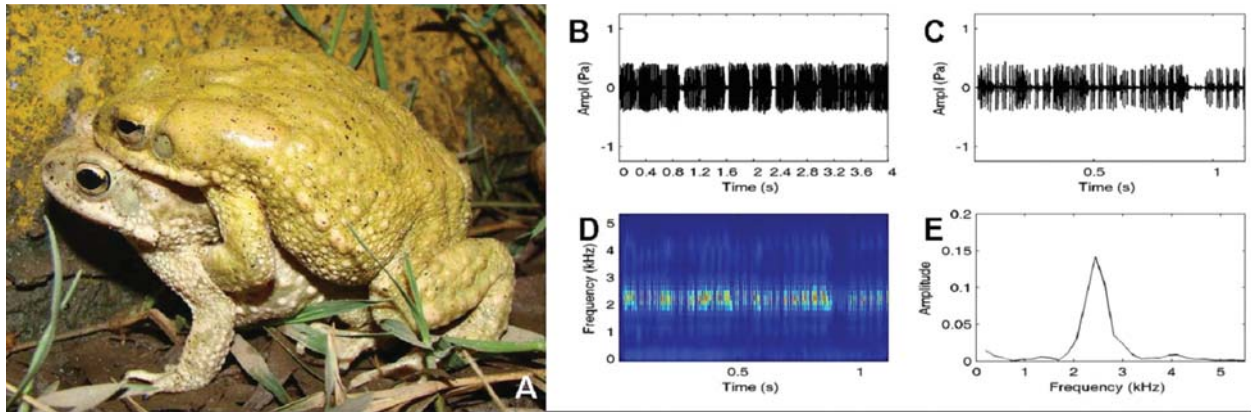 A
B
Ampl (Pa)
1
0
-1
0 0.4 0.8 1.2 1.6 2 2.4 2.8 3.2 3.6 4
Time (s)
C
Ampl (Pa)
1
0
-1
0.5 1
Time (s)
D
Frequency (kHz)
5
4
3
2
1
0
0.5 1
Time (s)
E
Amplitude
0.2
0.15
0.1
0.05
0
0 1 2 3 4 5
Frequency (kHz)